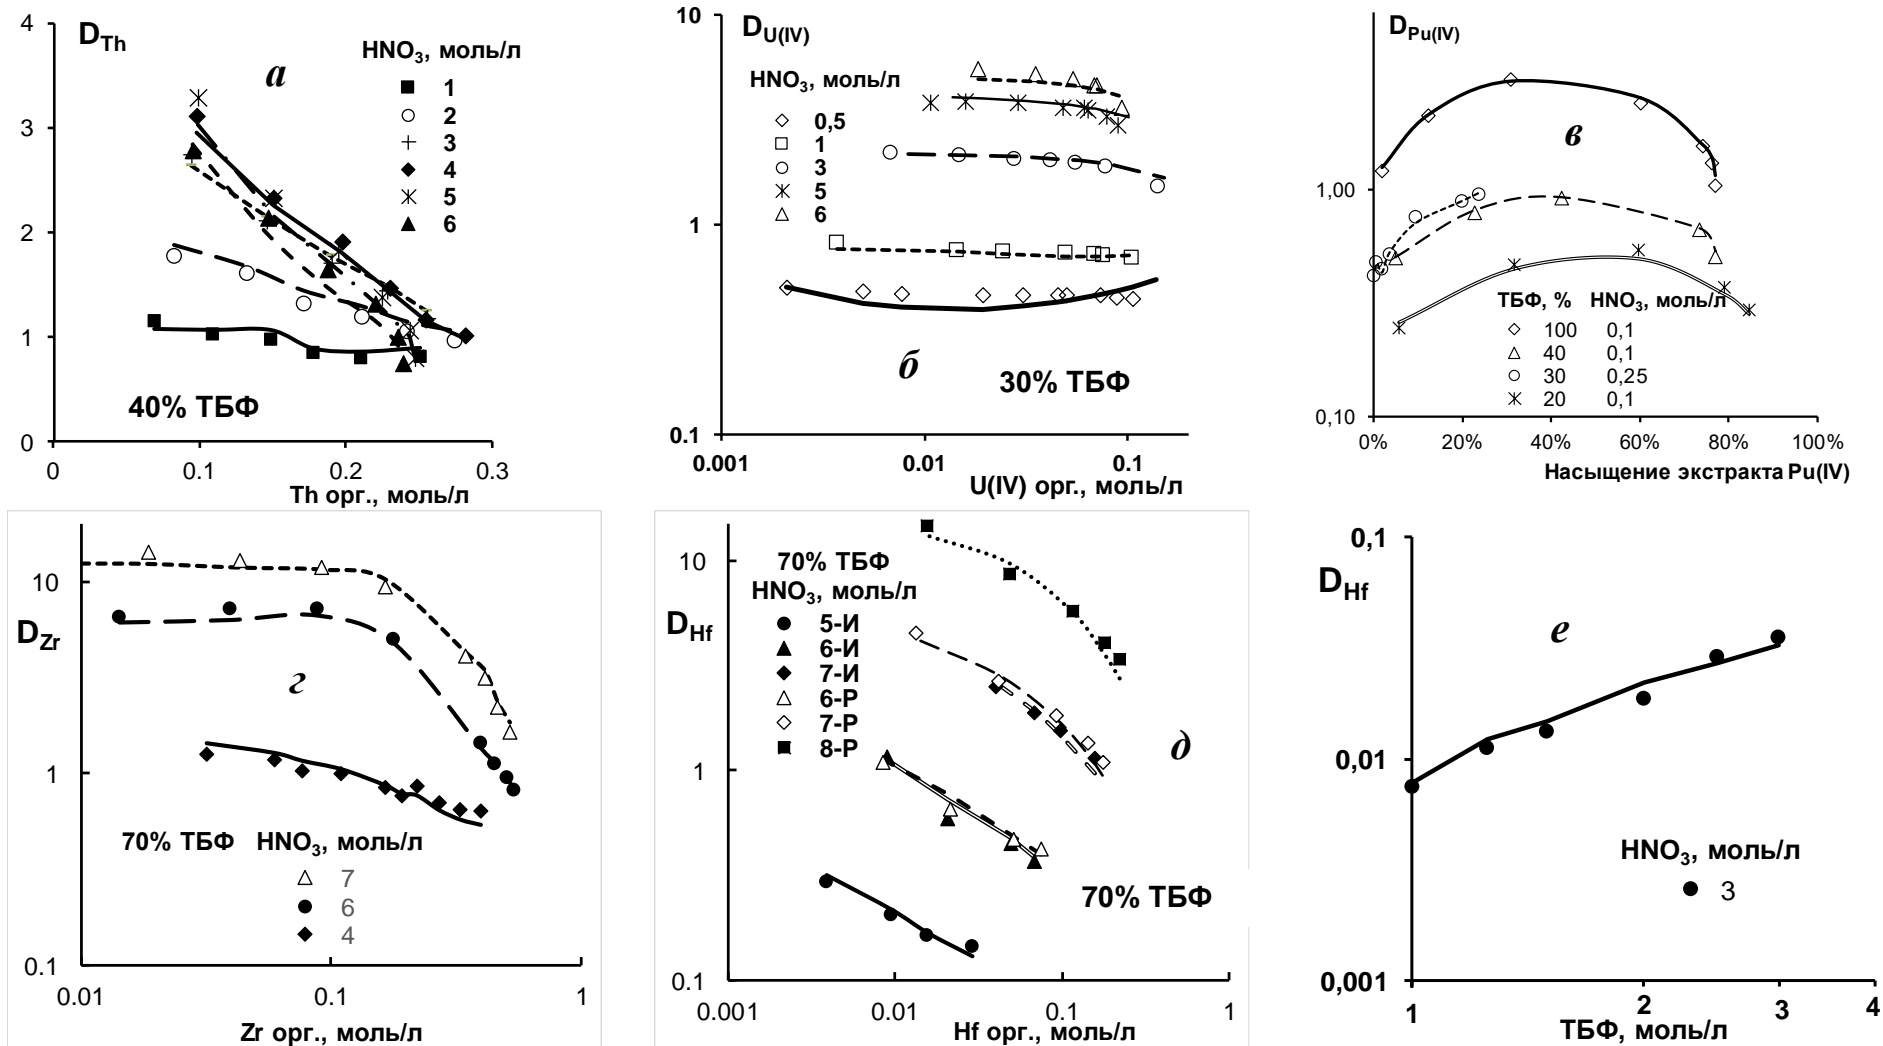 D_Th
а
HNO3, моль/л
1
2
3
4
5
6
40% ТБФ
4
3
2
1
0
0
0.1
0.2
0.3
Th орг., моль/л
D_U(IV)
HNO3, моль/л
0,5
1
3
5
6
б
30% ТБФ
10
1
0.1
0.001
0.01
0.1
U(IV) орг., моль/л
D_Pu(IV)
в
1,00
0,10
ТБФ, % HNO3, моль/л
100 0,1
40 0,1
30 0,25
20 0,1
0% 20% 40% 60% 80% 100%
Насыщение экстракта Pu(IV)
10
D_Zr
г
1
70% ТБФ HNO3, моль/л
7
6
4
0.1
0.01 0.1 1
Zr орг., моль/л
10
70% ТБФ
HNO3, моль/л
D_Hf
5-И
6-И
7-И
6-Р
7-Р
8-Р
д
1
70% ТБФ
0.1
0.001 0.01 0.1 1
Hf орг., моль/л
0,1
D_Hf
е
0,01
HNO3, моль/л
3
0,001
1 2 3 4
ТБФ, моль/л